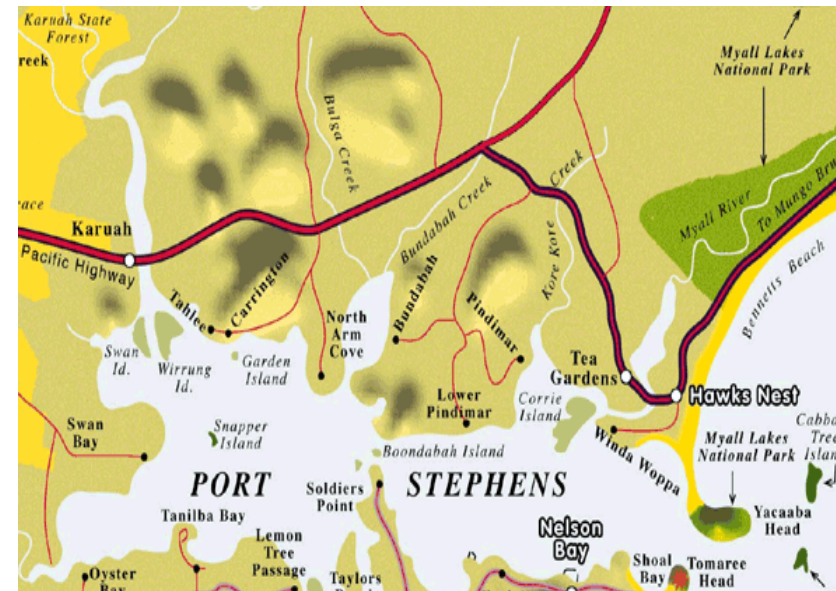 Karuah State
Forest
reek
Myall Lakes
National Park
Bulga Creek
Creek
Bundabah Creek
Myall River
To Mungo Bru
ace
Karuah
Pacific Highway
Kore Kore
Bennetts Beach
Tahlee
Carrington
North
Arm
Cove
Bundabah
Pindimar
Swan
Id.
Wirrung
Id.
Garden
Island
Tea
Gardens
Hawks Nest
Lower
Pindimar
Corrie
Island
Winda Woppa
Swan
Bay
Snapper
Island
Boondabah Island
Myall Lakes
National Park
Cabba
Tree
Islan
PORT STEPHENS
Soldiers
Point
Yacaaba
Head
Tanilba Bay
Lemon
Tree
Passage
Nelson
Bay
Shoal
Bay
Tomaree
Head
Oyster
Taylors